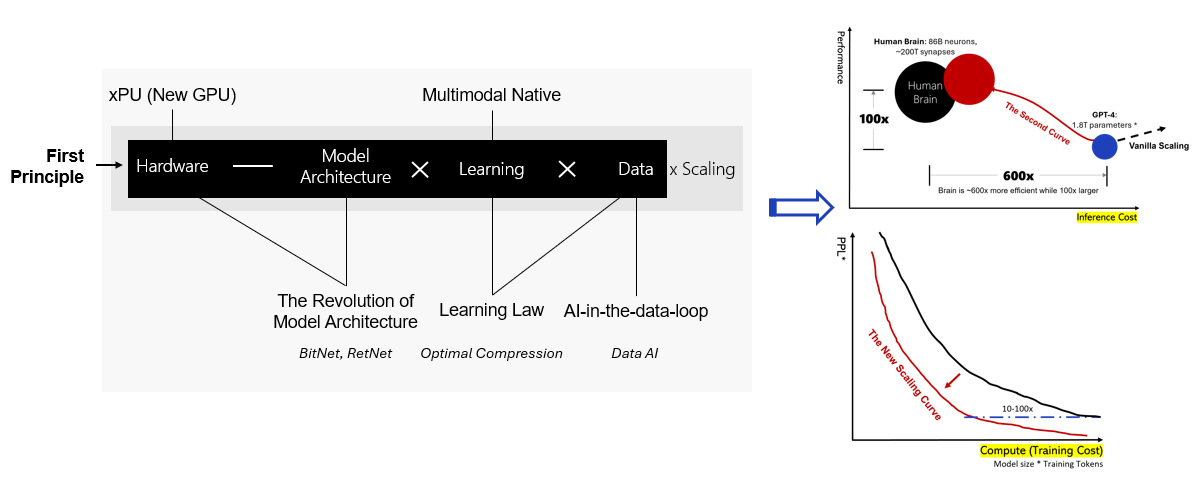 xPU (New GPU)
Multimodal Native
First
Principle
Hardware
Model
Architecture
Learning
Data
x Scaling
The Revolution of
Model Architecture
Learning Law
AI-in-the-data-loop
BitNet, RetNet
Optimal Compression
Data AI
Performance
Human Brain: 86B neurons,
~200T synapses
Human
Brain
100x
The Second Curve
GPT-4:
1.8T parameters *
Vanilla Scaling
600x
Brain is ~600x more efficient while 100x larger
Inference Cost
PPL*
The New Scaling Curve
10-100x
Compute (Training Cost)
Model size * Training Tokens